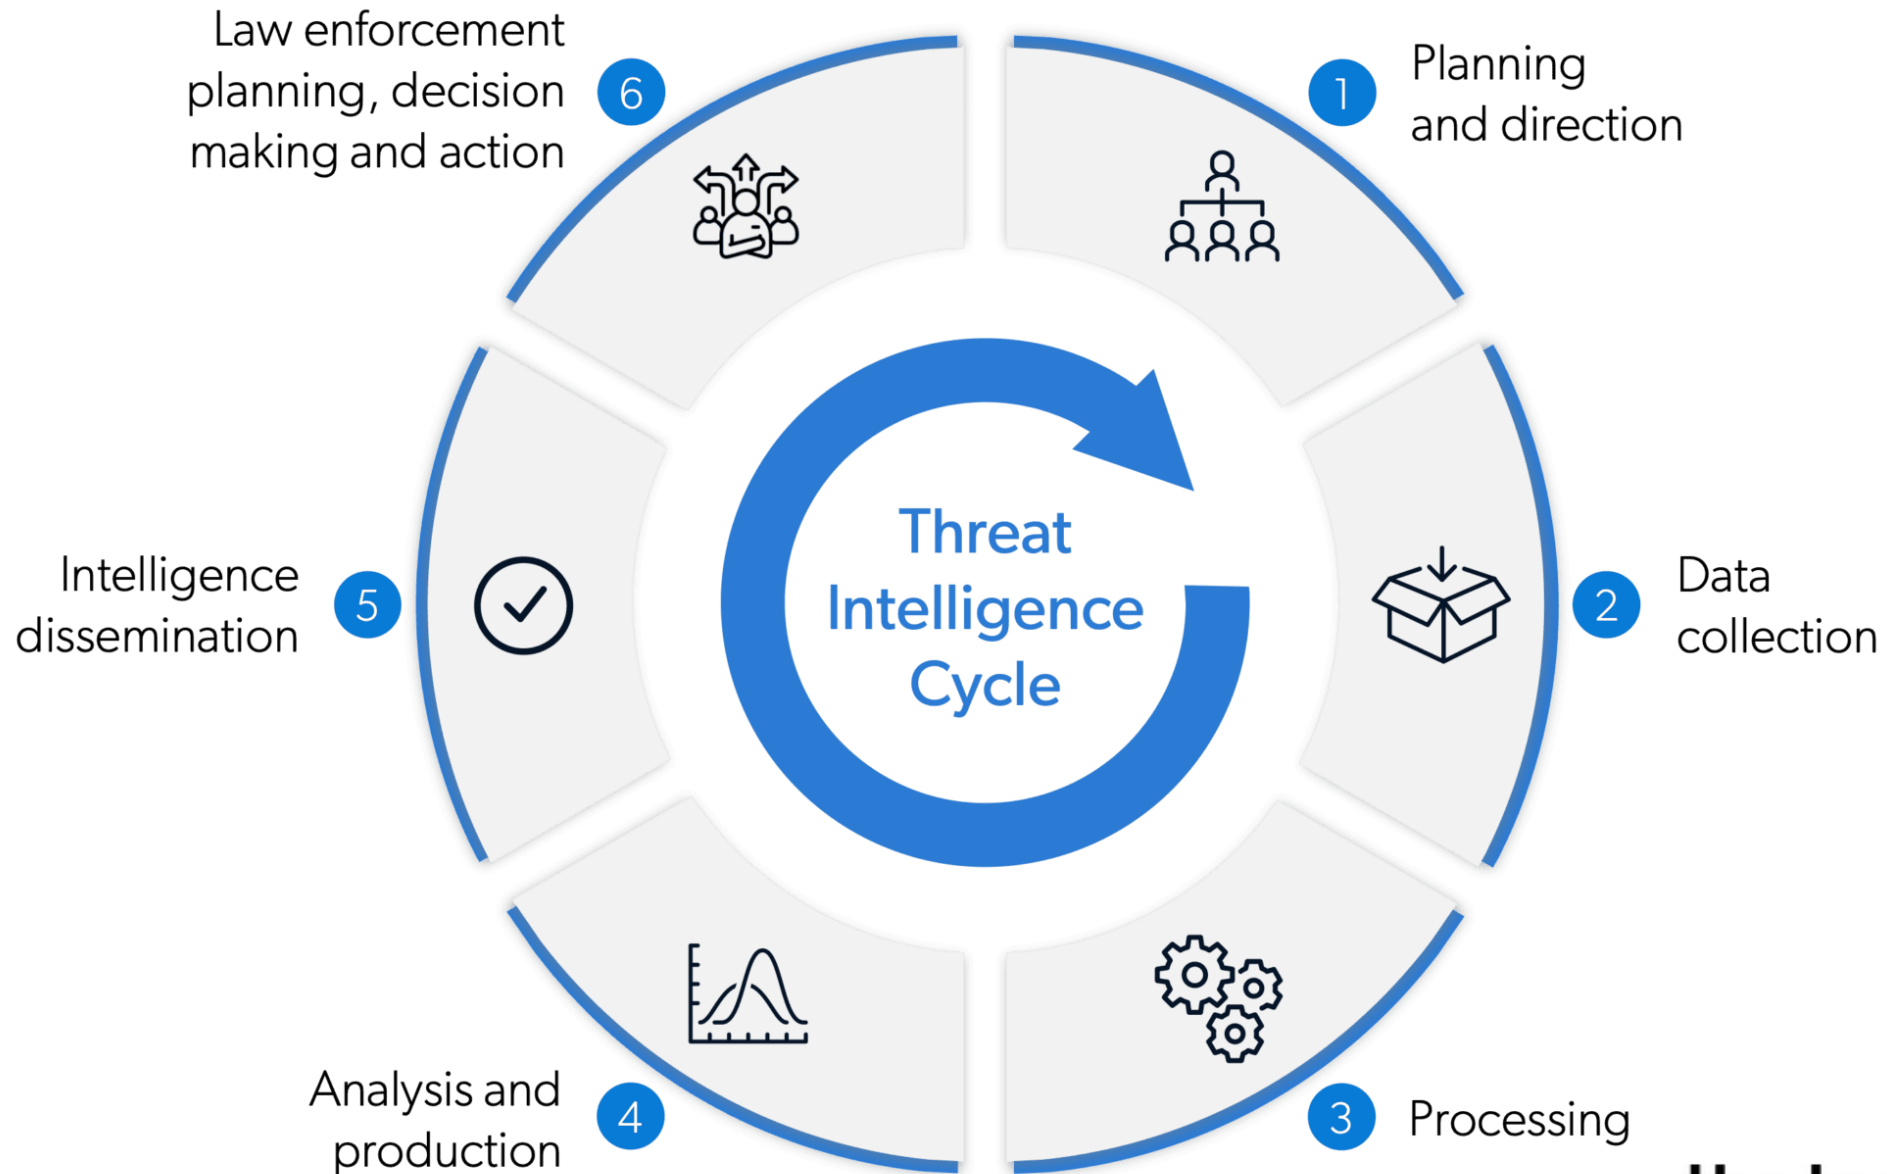 Law enforcement
planning, decision
making and action
6
1
Planning
and direction
Threat
Intelligence
Cycle
Intelligence
dissemination
5
2
Data
collection
Analysis and
production
4
3
Processing